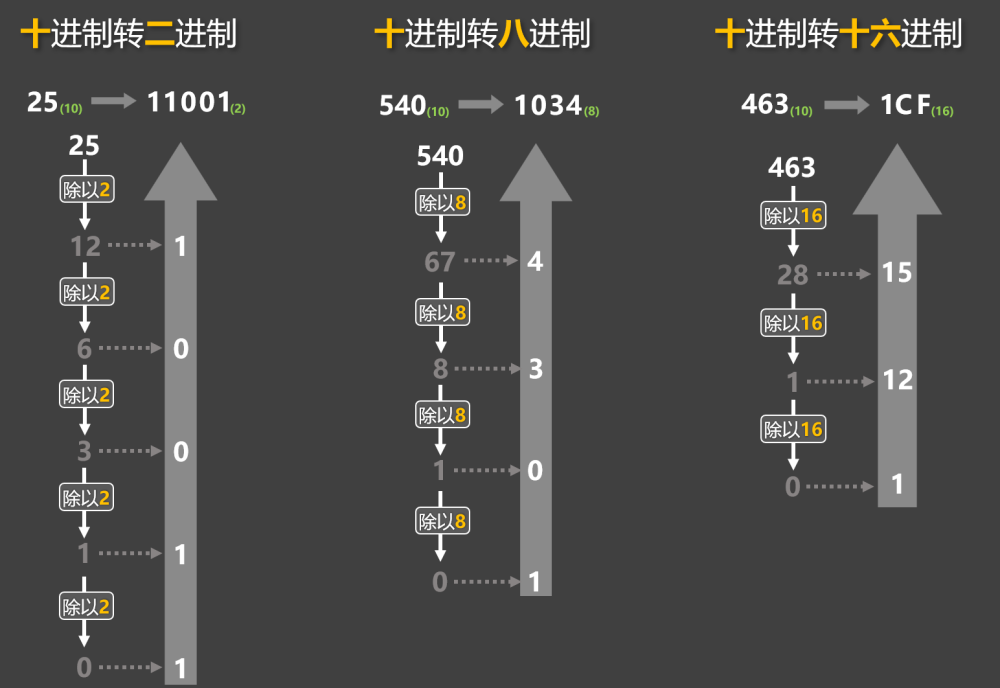 十进制转二进制
25(10) 11001(2)
25
除以2
12 1
除以2
6 0
除以2
3 0
除以2
1 1
除以2
0 1
十进制转八进制
540(10) 1034(8)
540
除以8
67 4
除以8
8 3
除以8
1 0
除以8
0 1
十进制转十六进制
463(10) 1CF(16)
463
除以16
28 15
除以16
1 12
除以16
0 1